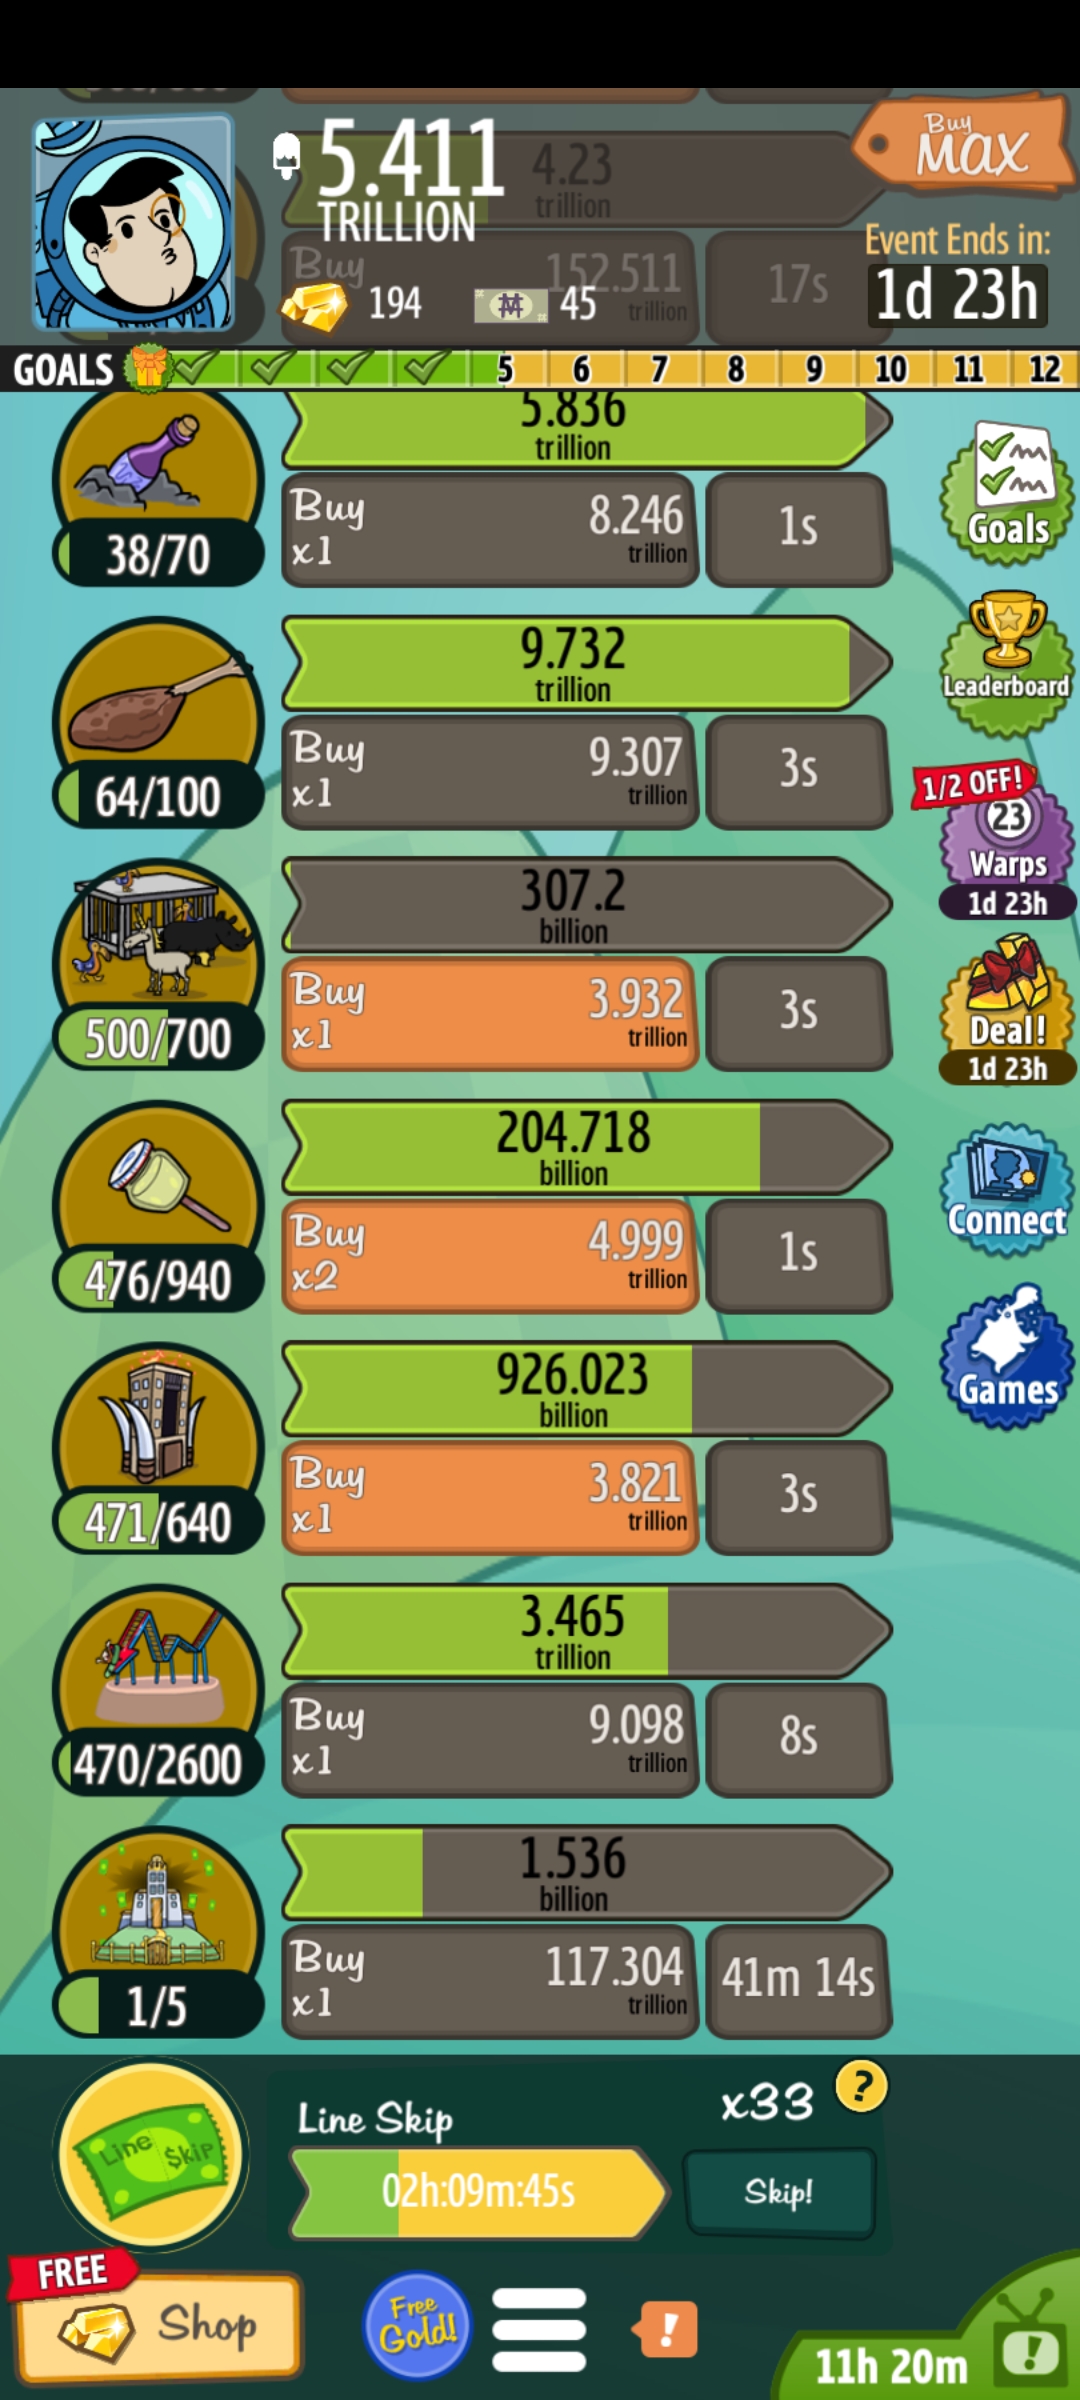 5.411
TRILLION
194
45
4.23
trillion
Buy
152.511
trillion
17s
Buy
MAX
Event Ends in:
1d 23h
GOALS
5
6
7
8
9
10
11
12
5.836
trillion
38/70
Buy
x1
8.246
trillion
1s
Goals
9.732
trillion
64/100
Buy
x1
9.307
trillion
3s
Leaderboard
1/2 OFF!
23
Warps
1d 23h
307.2
billion
500/700
Buy
x1
3.932
trillion
3s
Deal!
1d 23h
204.718
billion
476/940
Buy
x2
4.999
trillion
1s
Connect
926.023
billion
471/640
Buy
x1
3.821
trillion
3s
Games
3.465
trillion
470/2600
Buy
x1
9.098
trillion
8s
1.536
billion
1/5
Buy
x1
117.304
trillion
41m 14s
Line Skip
Line Skip
x33
?
02h:09m:45s
Skip!
FREE
Shop
Free
Gold!
!
11h 20m
!